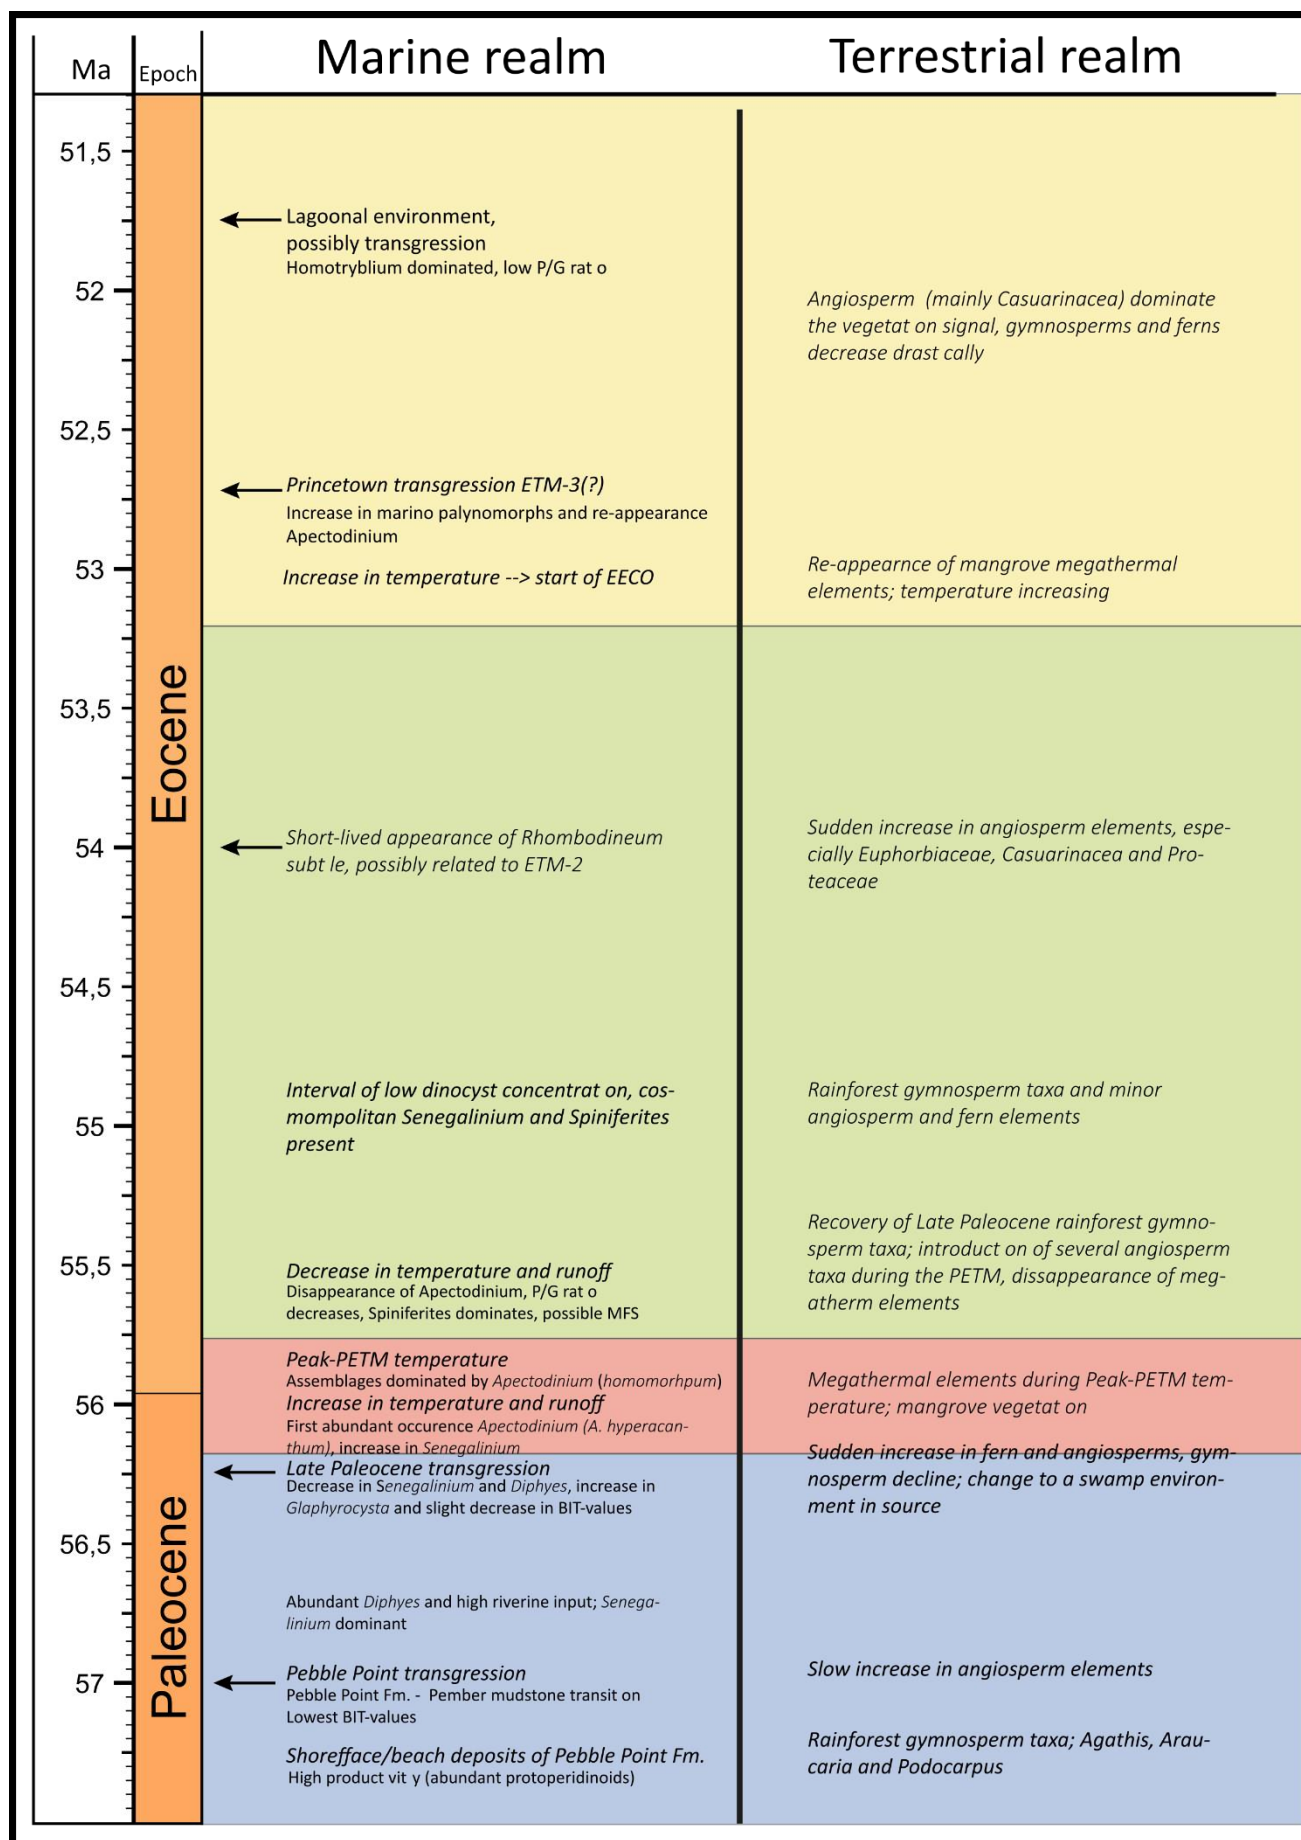 Ma
Epoch
Marine realm
Terrestrial realm
51,5
52
52,5
53
53,5
54
54,5
55
55,5
56
56,5
57
Eocene
Paleocene
Lagoonal environment,
possibly transgression
Homotryblium dominated, low P/G rat o
Princetown transgression ETM-3(?)
Increase in marino palynomorphs and re-appearance
Apectodinium
Increase in temperature --> start of EECO
Short-lived appearance of Rhombodineum
subt le, possibly related to ETM-2
Interval of low dinocyst concentrat on, cos-
mompolitan Senegalinium and Spiniferites
present
Decrease in temperature and runoff
Disappearance of Apectodinium, P/G rat o
decreases, Spiniferites dominates, possible MFS
Peak-PETM temperature
Assemblages dominated by Apectodinium (homomorhpum)
Increase in temperature and runoff
First abundant occurence Apectodinium (A. hyperacan-
thum), increase in Senegalinium
Late Paleocene transgression
Decrease in Senegalinium and Diphyes, increase in
Glaphyrocysta and slight decrease in BIT-values
Abundant Diphyes and high riverine input; Senega-
linium dominant
Pebble Point transgression
Pebble Point Fm. - Pember mudstone transit on
Lowest BIT-values
Shorefface/beach deposits of Pebble Point Fm.
High product vit y (abundant protoperidinoids)
Angiosperm (mainly Casuarinacea) dominate
the vegetat on signal, gymnosperms and ferns
decrease drast cally
Re-appearnce of mangrove megathermal
elements; temperature increasing
Sudden increase in angiosperm elements, espe-
cially Euphorbiaceae, Casuarinacea and Pro-
teaceae
Rainforest gymnosperm taxa and minor
angiosperm and fern elements
Recovery of Late Paleocene rainforest gymno-
sperm taxa; introduct on of several angiosperm
taxa during the PETM, dissappearance of meg-
atherm elements
Megathermal elements during Peak-PETM tem-
perature; mangrove vegetat on
Sudden increase in fern and angiosperms, gym-
nosperm decline; change to a swamp environ-
ment in source
Slow increase in angiosperm elements
Rainforest gymnosperm taxa; Agathis, Arau-
caria and Podocarpus